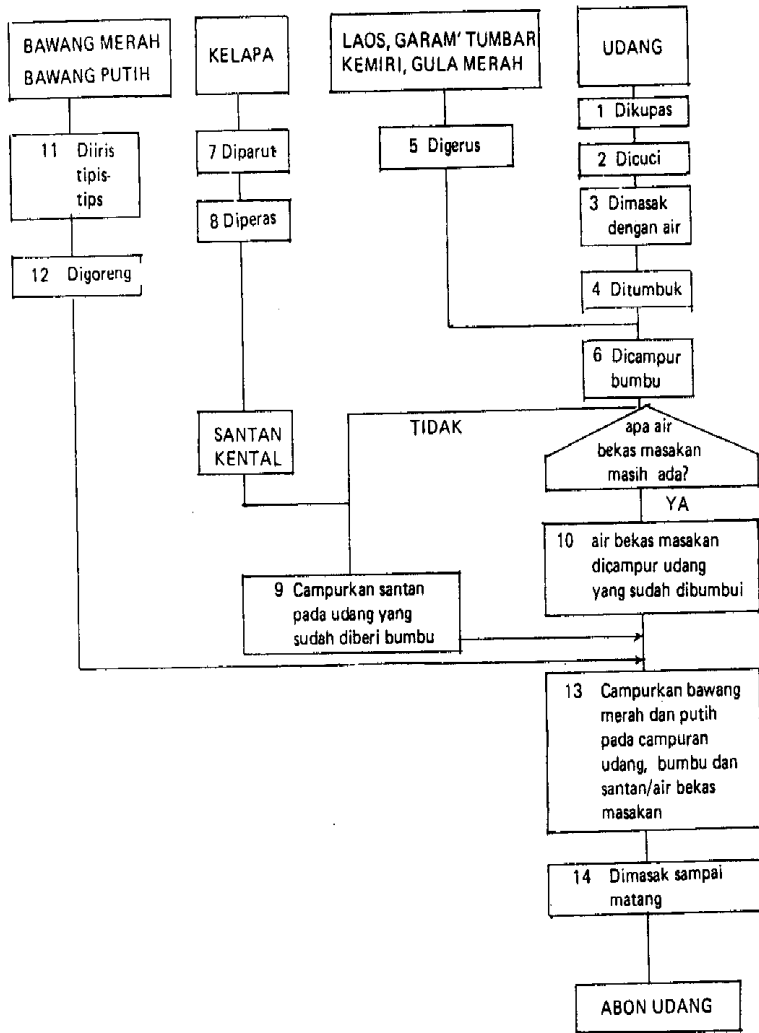 BAWANG MERAH
BAWANG PUTIH
KELAPA
LAOS, GARAM' TUMBAR
KEMIRI, GULA MERAH
UDANG
1 Dikupas
2 Dicuci
3 Dimasak
dengan air
4 Ditumbuk
5 Digerus
6 Dicampur
bumbu
7 Diparut
8 Diperas
11 Diiris
tipis-
tips
12 Digoreng
SANTAN
KENTAL
TIDAK
apa air
bekas masakan
masih ada?
YA
10 air bekas masakan
dicampur udang
yang sudah dibumbui
9 Campurkan santan
pada udang yang
sudah diberi bumbu
13 Campurkan bawang
merah dan putih
pada campuran
udang, bumbu dan
santan/air bekas
masakan
14 Dimasak sampai
matang
ABON UDANG